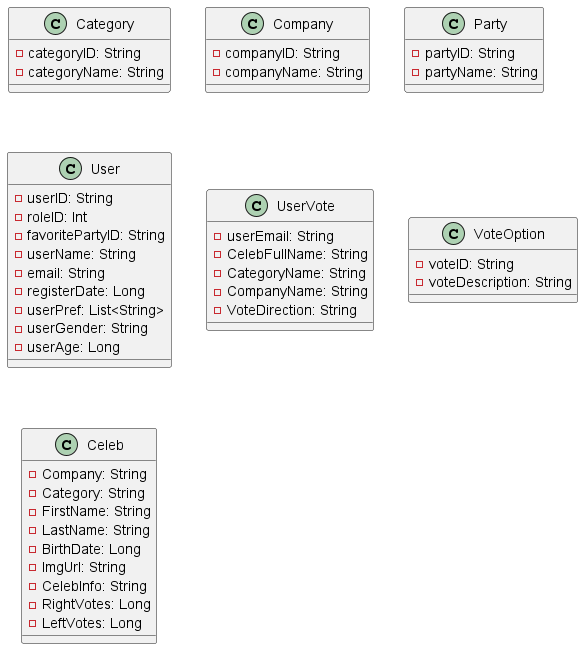 C Category
categoryID: String
categoryName: String
C Company
companyID: String
companyName: String
C Party
partyID: String
partyName: String
C User
userID: String
roleID: Int
favoritePartyID: String
userName: String
email: String
registerDate: Long
userPref: List<String>
userGender: String
userAge: Long
C UserVote
userEmail: String
CelebFullName: String
CategoryName: String
CompanyName: String
VoteDirection: String
C VoteOption
voteID: String
voteDescription: String
C Celeb
Company: String
Category: String
FirstName: String
LastName: String
BirthDate: Long
ImgUrl: String
CelebInfo: String
RightVotes: Long
LeftVotes: Long